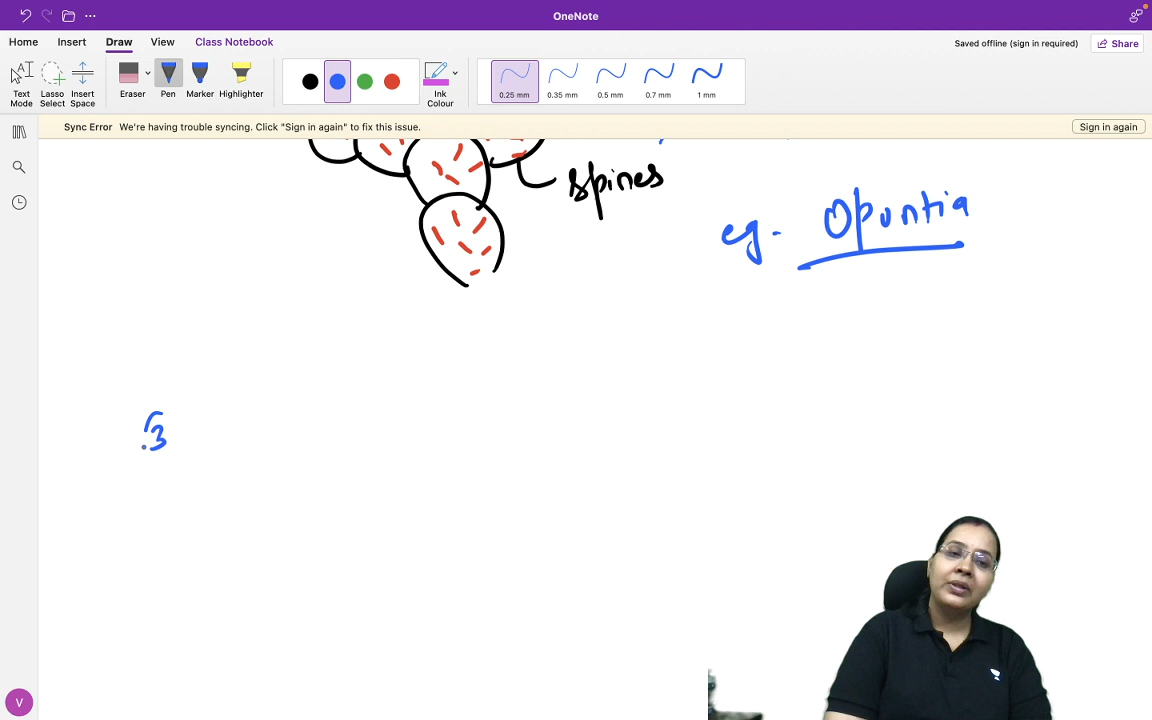 OneNote
Home Insert Draw View Class Notebook
Saved offline (sign in required) Share
Text Mode
Lasso Select
Insert Space
Eraser
Pen
Marker
Highlighter
Ink Colour
0.25 mm 0.35 mm 0.5 mm 0.7 mm 1 mm
Sync Error We're having trouble syncing. Click "Sign in again" to fix this issue. Sign in again
spines
eg. Opuntia
V